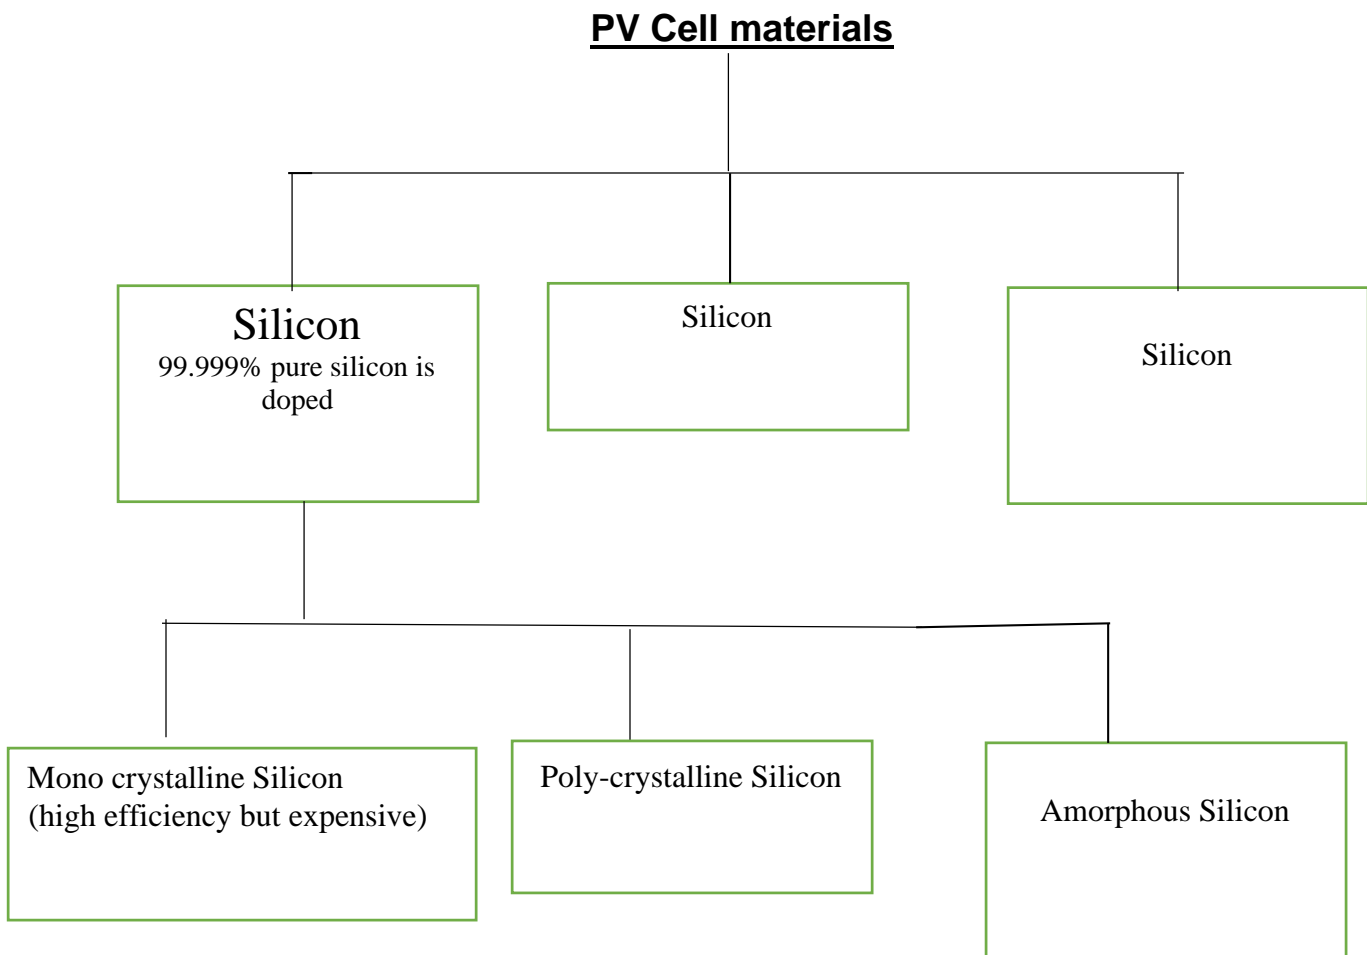 PV Cell materials
Silicon
99.999% pure silicon is
doped
Silicon
Silicon
Mono crystalline Silicon
(high efficiency but expensive)
Poly-crystalline Silicon
Amorphous Silicon